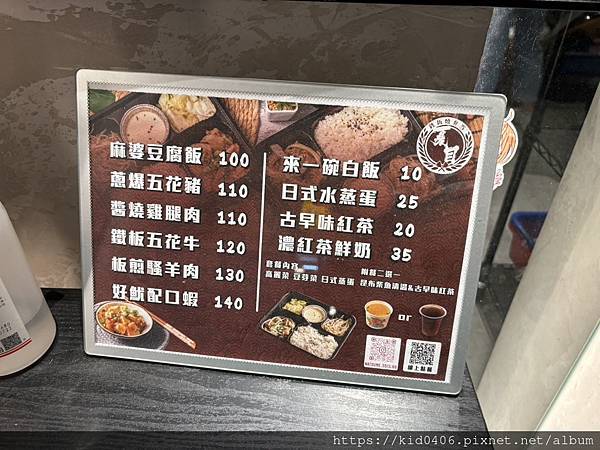 麻婆豆腐飯 100
蔥爆五花豬 110
醬燒雞腿肉 110
鐵板五花牛 120
板煎騷羊肉 130
好魷配口蝦 140
來一碗白飯 10
日式水蒸蛋 25
古早味紅茶 20
濃紅茶鮮奶 35
套餐內容
高麗菜 豆芽菜 日式蒸蛋
附餐二選一
昆布柴魚清湯&古早味紅茶
or
線上點餐
https://kid0406.pixnet.net/album